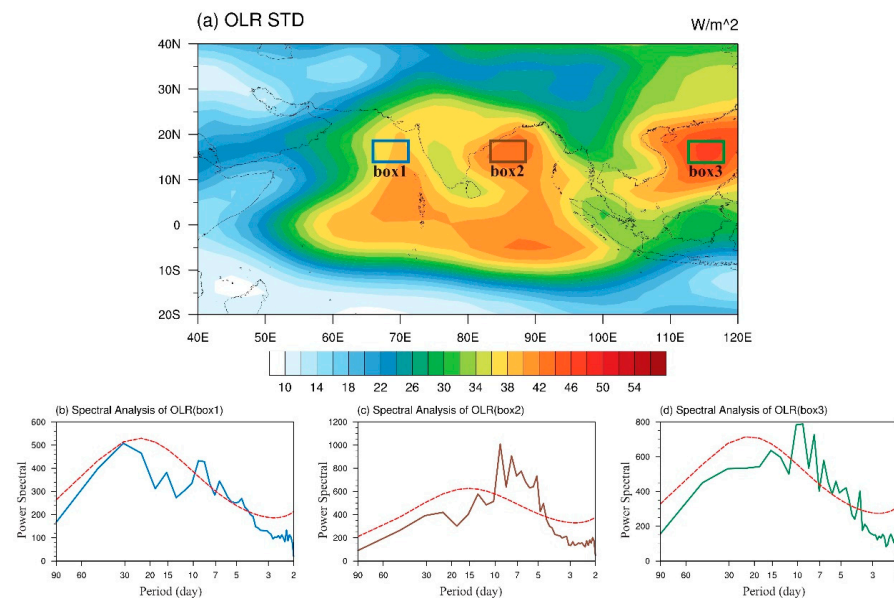 (a) OLR STD W/m^2
40N
30N
20N
box1 box2 box3
10N
0
10S
20S
40E 50E 60E 70E 80E 90E 100E 110E 120E
10 14 18 22 26 30 34 38 42 46 50 54
(b) Spectral Analysis of OLR(box1) (c) Spectral Analysis of OLR(box2) (d) Spectral Analysis of OLR(box3)
600 1200 800
500 1000
400 800 600
Power Spectral Power Spectral Power Spectral
300 600 400
200 400
100 200 200
0 0 0
90 60 30 20 15 10 7 5 3 2 90 60 30 20 15 10 7 5 3 2 90 60 30 20 15 10 7 5 3 2
Period (day) Period (day) Period (day)